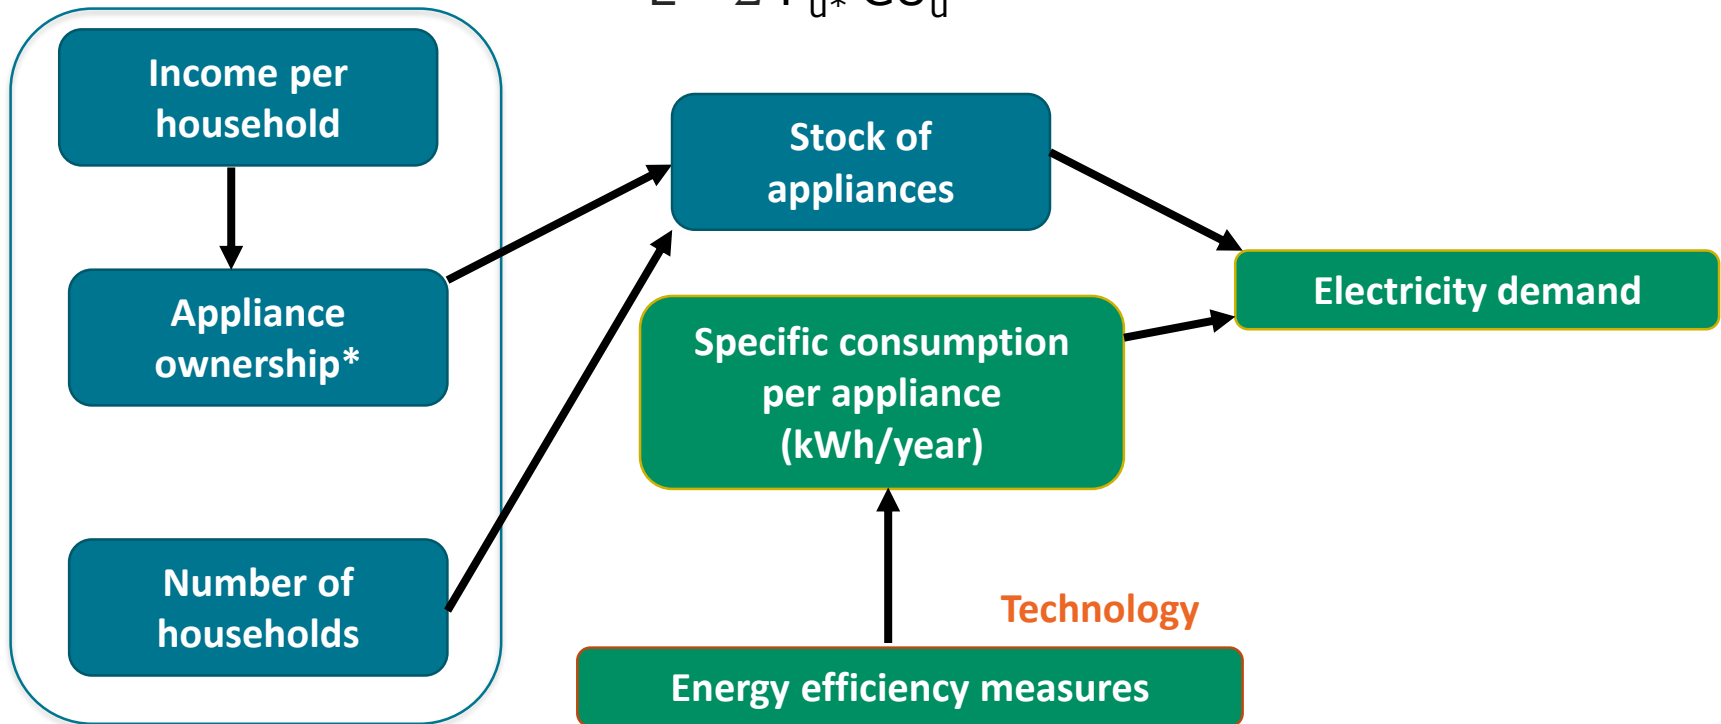 Income per
household
Stock of
appliances
Appliance
ownership*
Electricity demand
Specific consumption
per appliance
(kWh/year)
Number of
households
Technology
Energy efficiency measures